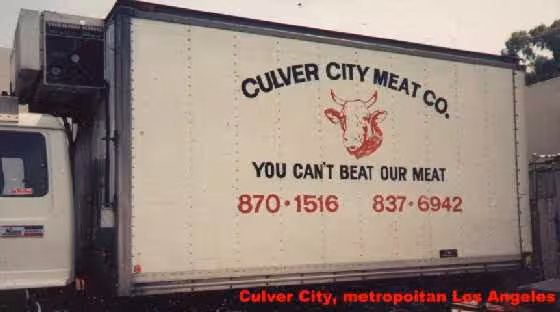 CULVER CITY MEAT CO.
YOU CAN'T BEAT OUR MEAT
870•1516 837•6942
Culver City, metropoitan Los Angeles